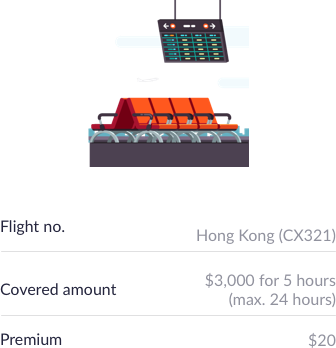 Flight no.
Hong Kong (CX321)
Covered amount
$3,000 for 5 hours
(max. 24 hours)
Premium
$20